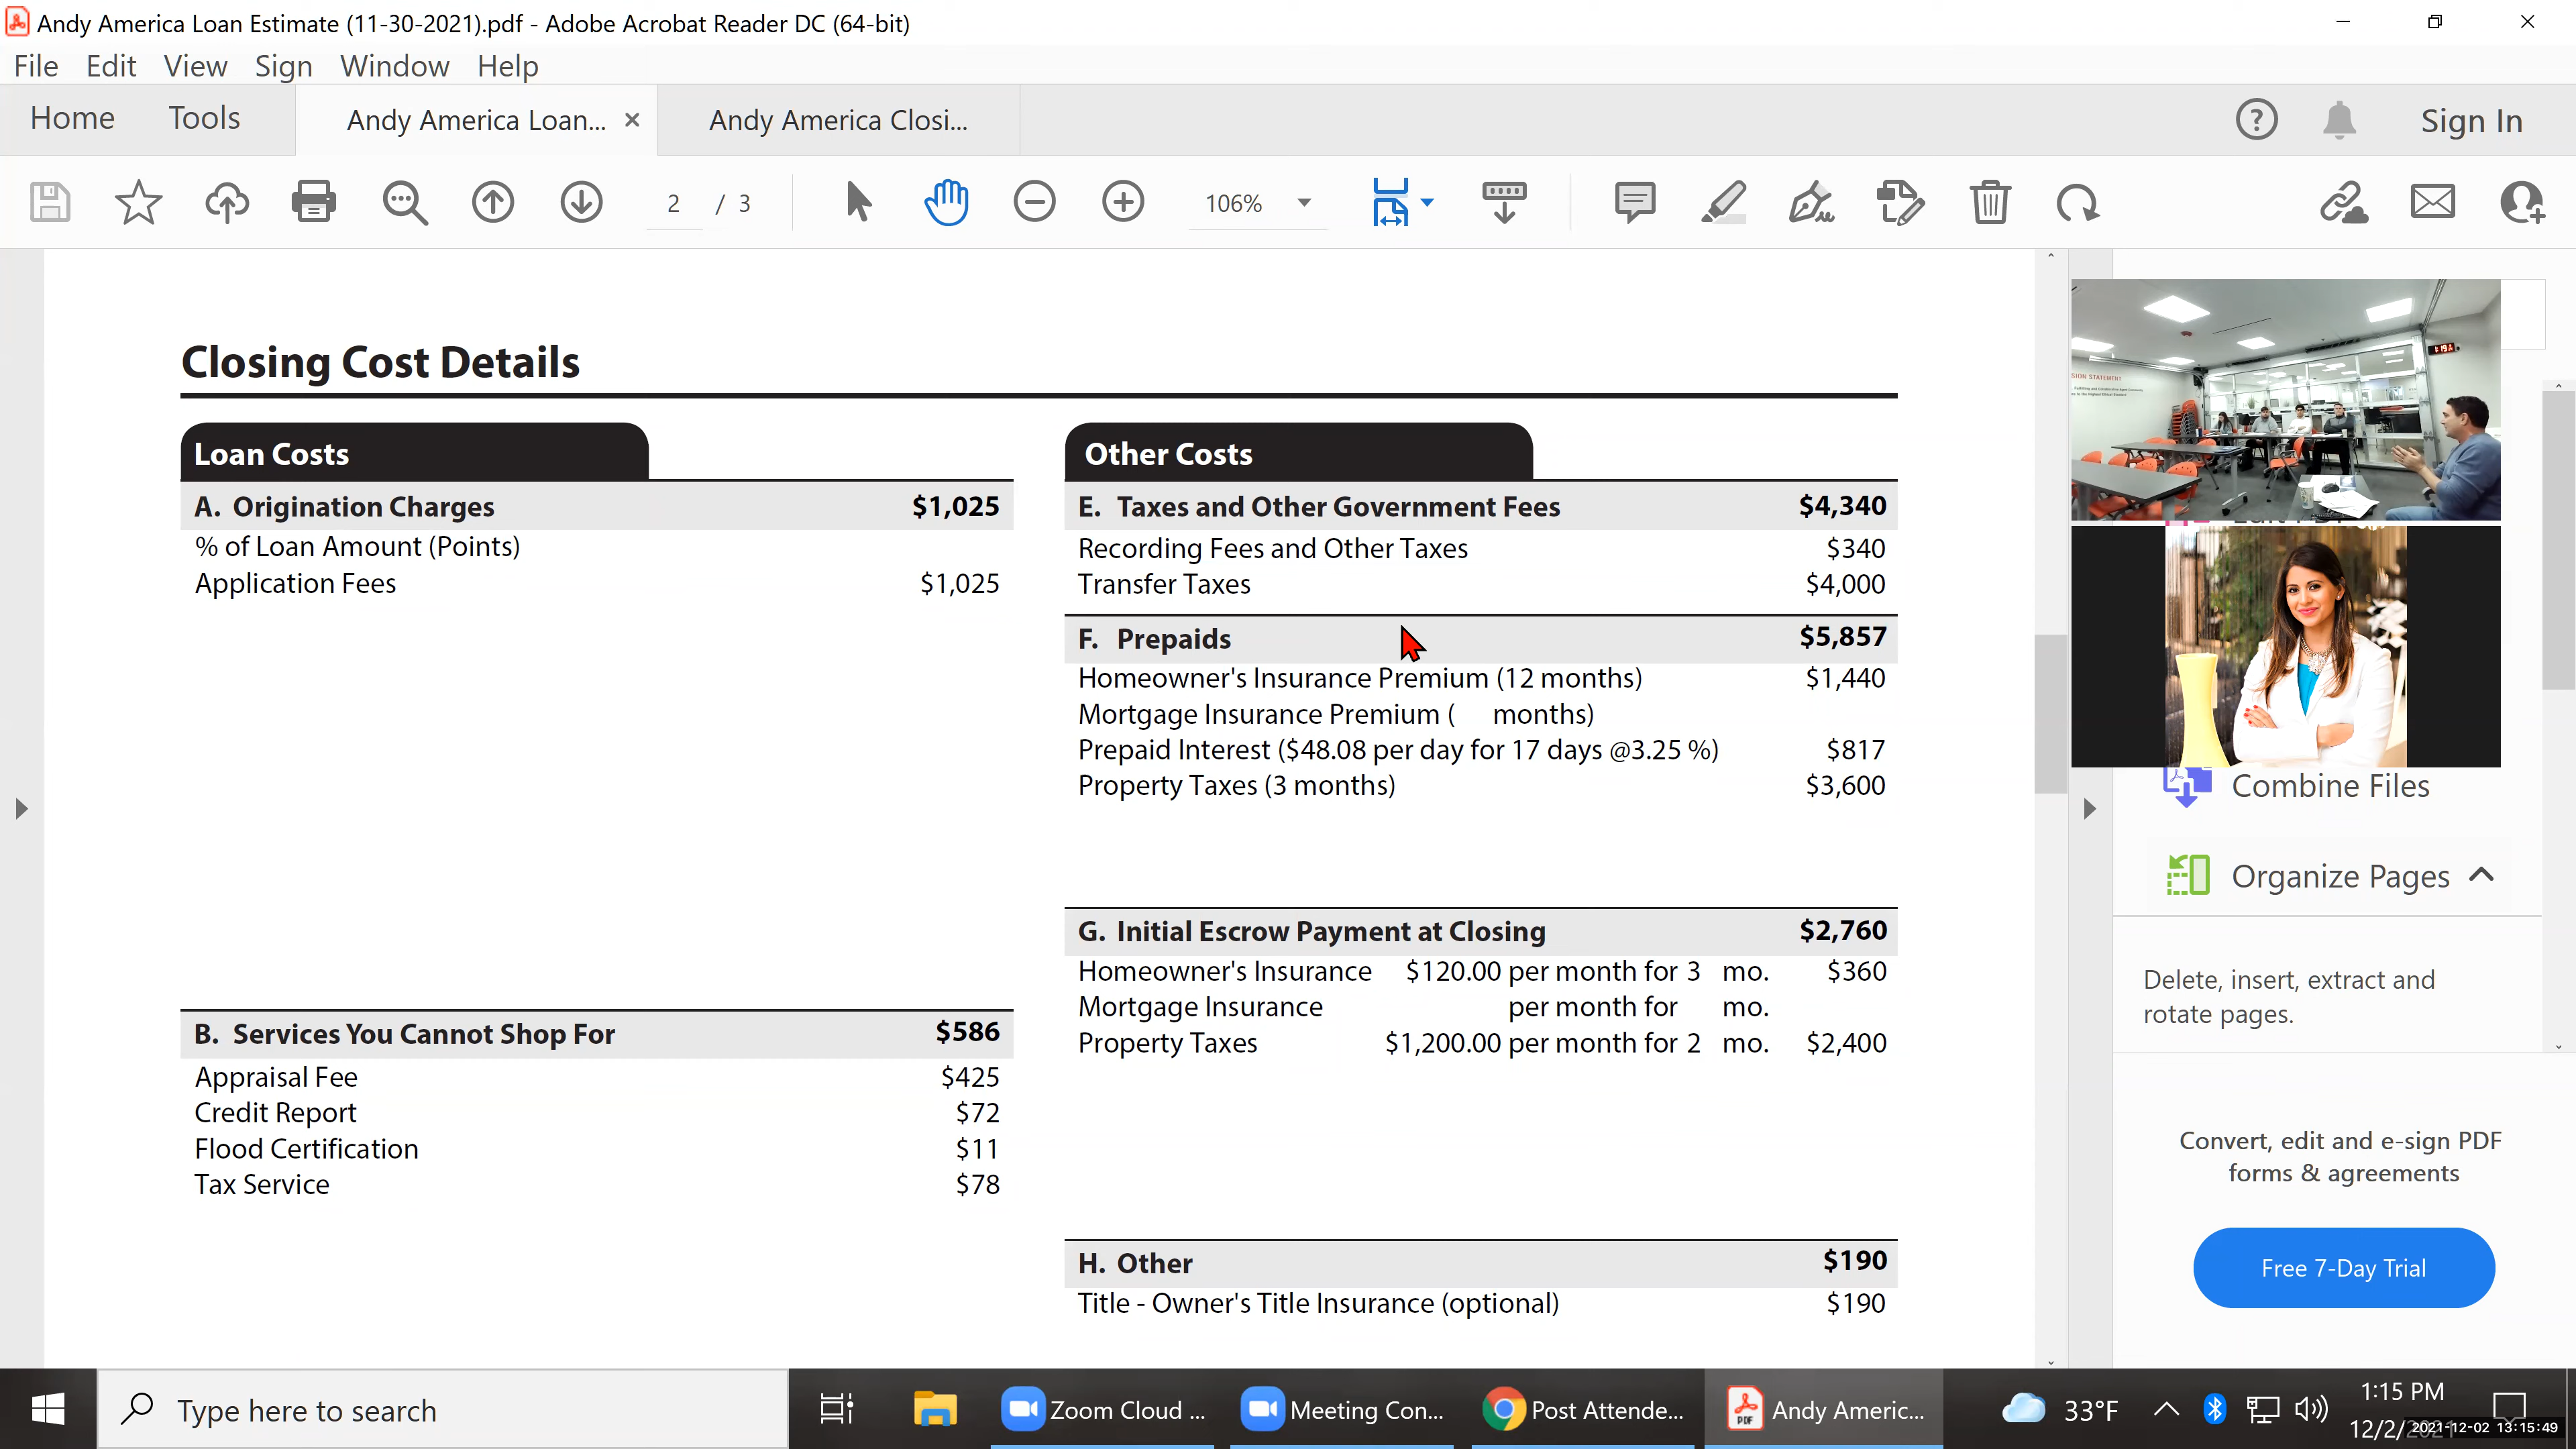 Andy America Loan Estimate (11-30-2021).pdf - Adobe Acrobat Reader DC (64-bit)
File Edit View Sign Window Help
Home Tools Andy America Loan... × Andy America Closi... Sign In
2 / 3 106%
Closing Cost Details
Loan Costs
A. Origination Charges $1,025
% of Loan Amount (Points)
Application Fees $1,025
B. Services You Cannot Shop For $586
Appraisal Fee $425
Credit Report $72
Flood Certification $11
Tax Service $78
Other Costs
E. Taxes and Other Government Fees $4,340
Recording Fees and Other Taxes $340
Transfer Taxes $4,000
F. Prepaids $5,857
Homeowner's Insurance Premium (12 months) $1,440
Mortgage Insurance Premium ( months)
Prepaid Interest ($48.08 per day for 17 days @3.25 %) $817
Property Taxes (3 months) $3,600
G. Initial Escrow Payment at Closing $2,760
Homeowner's Insurance $120.00 per month for 3 mo. $360
Mortgage Insurance per month for mo.
Property Taxes $1,200.00 per month for 2 mo. $2,400
H. Other $190
Title - Owner's Title Insurance (optional) $190
SION STATEMENT
Combine Files
Organize Pages
Delete, insert, extract and
rotate pages.
Convert, edit and e-sign PDF
forms & agreements
Free 7-Day Trial
Type here to search
Zoom Cloud ...
Meeting Con...
Post Attende...
Andy Americ...
33°F
1:15 PM
12/2/
2021-12-02 13:15:49